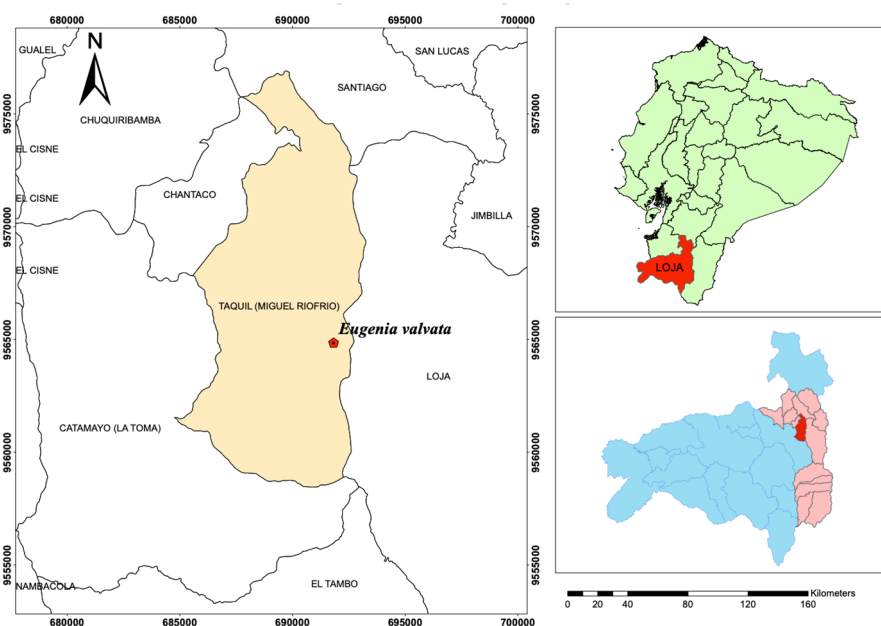 680000 685000 690000 695000 700000
GUALEL
N
SAN LUCAS
SANTIAGO
CHUQUIRIBAMBA
EL CISNE
CHANTACO
EL CISNE
JIMBILLA
EL CISNE
TAQUIL (MIGUEL RIOFRIO)
Eugenia valvata
LOJA
CATAMAYO (LA TOMA)
NAMBACOLA
EL TAMBO
9575000
9570000
9565000
9560000
9555000
9575000
9570000
9565000
9560000
9555000
680000 685000 690000 695000 700000
LOJA
Kilometers
0 20 40 80 120 160